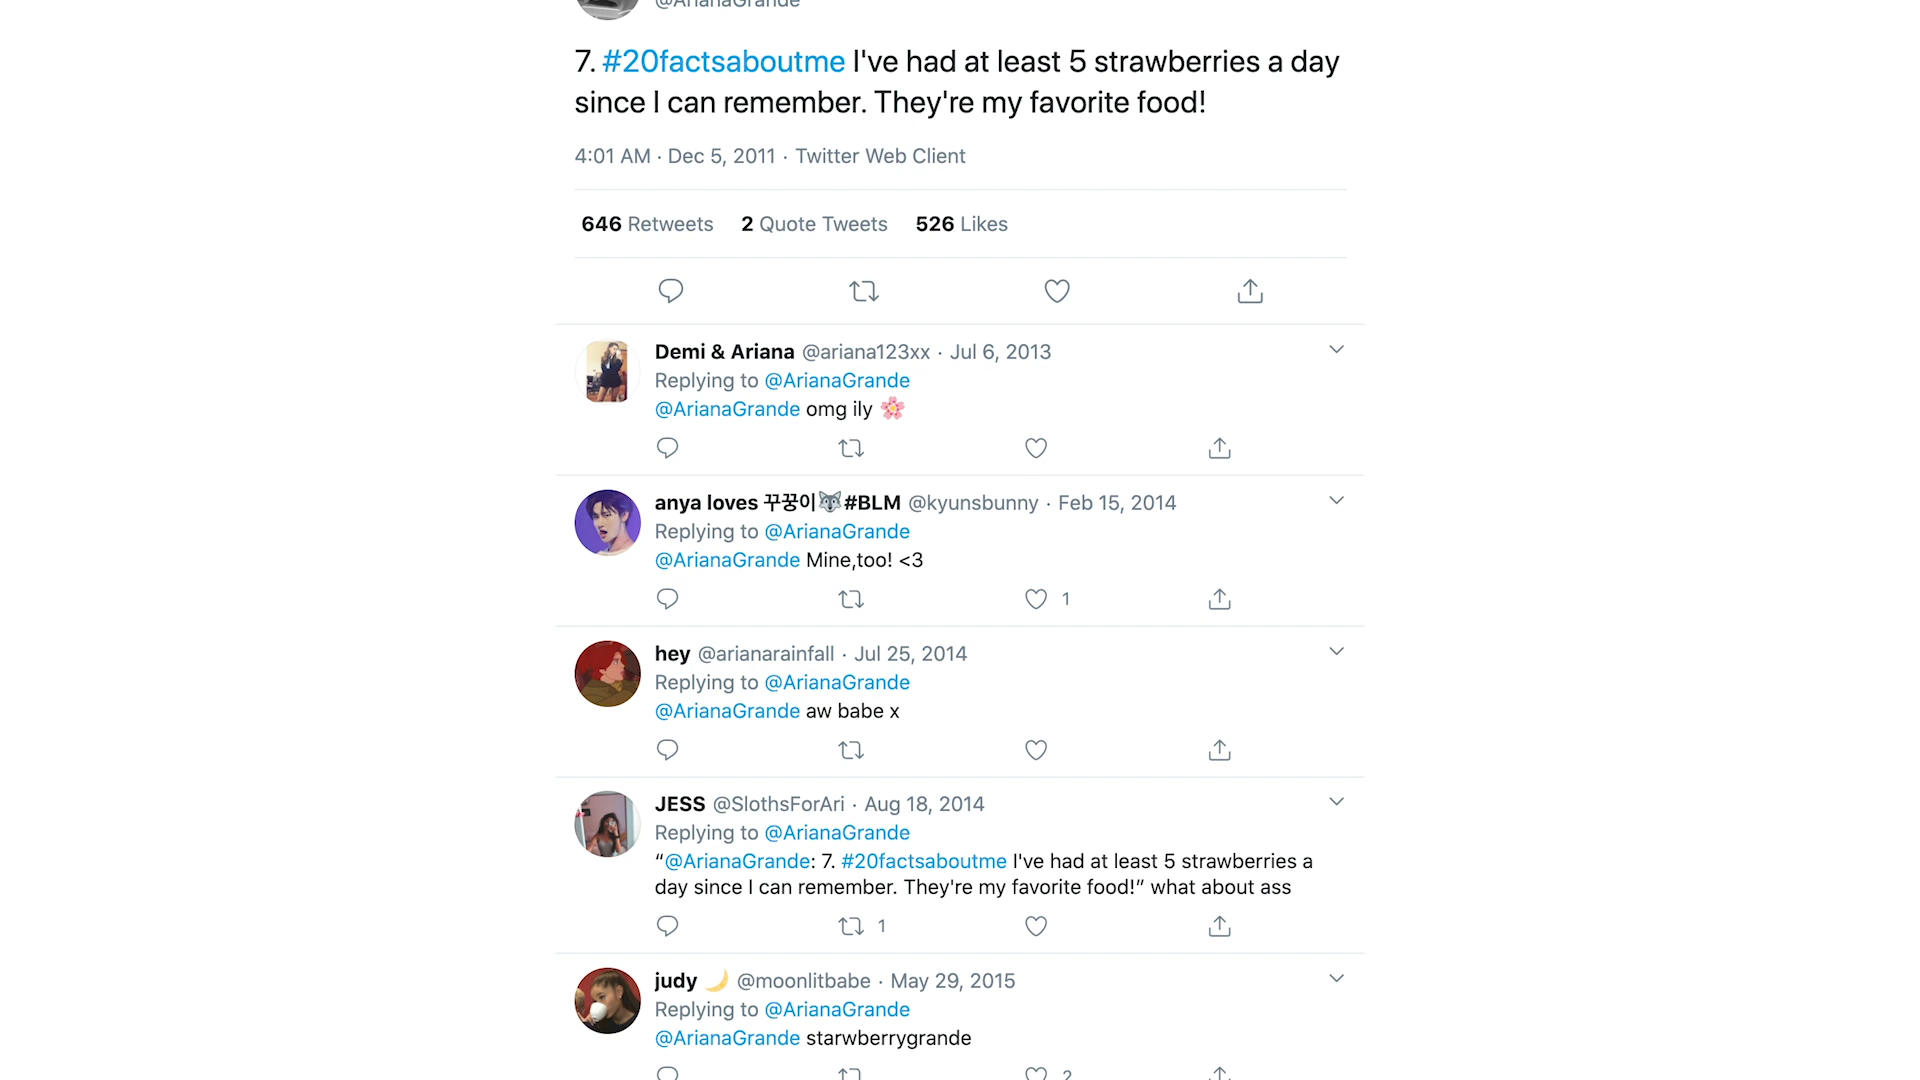 @ArianaGrande
7. #20factsaboutme I've had at least 5 strawberries a day
since I can remember. They're my favorite food!
4:01 AM · Dec 5, 2011 · Twitter Web Client
646 Retweets 2 Quote Tweets 526 Likes
Demi & Ariana @ariana123xx · Jul 6, 2013
Replying to @ArianaGrande
@ArianaGrande omg ily 🌸
anya loves 꾸꿍이🐺#BLM @kyunsbunny · Feb 15, 2014
Replying to @ArianaGrande
@ArianaGrande Mine,too! <3
1
hey @arianarainfall · Jul 25, 2014
Replying to @ArianaGrande
@ArianaGrande aw babe x
JESS @SlothsForAri · Aug 18, 2014
Replying to @ArianaGrande
“@ArianaGrande: 7. #20factsaboutme I've had at least 5 strawberries a
day since I can remember. They're my favorite food!” what about ass
1
judy 🌙 @moonlitbabe · May 29, 2015
Replying to @ArianaGrande
@ArianaGrande starwberrygrande
2